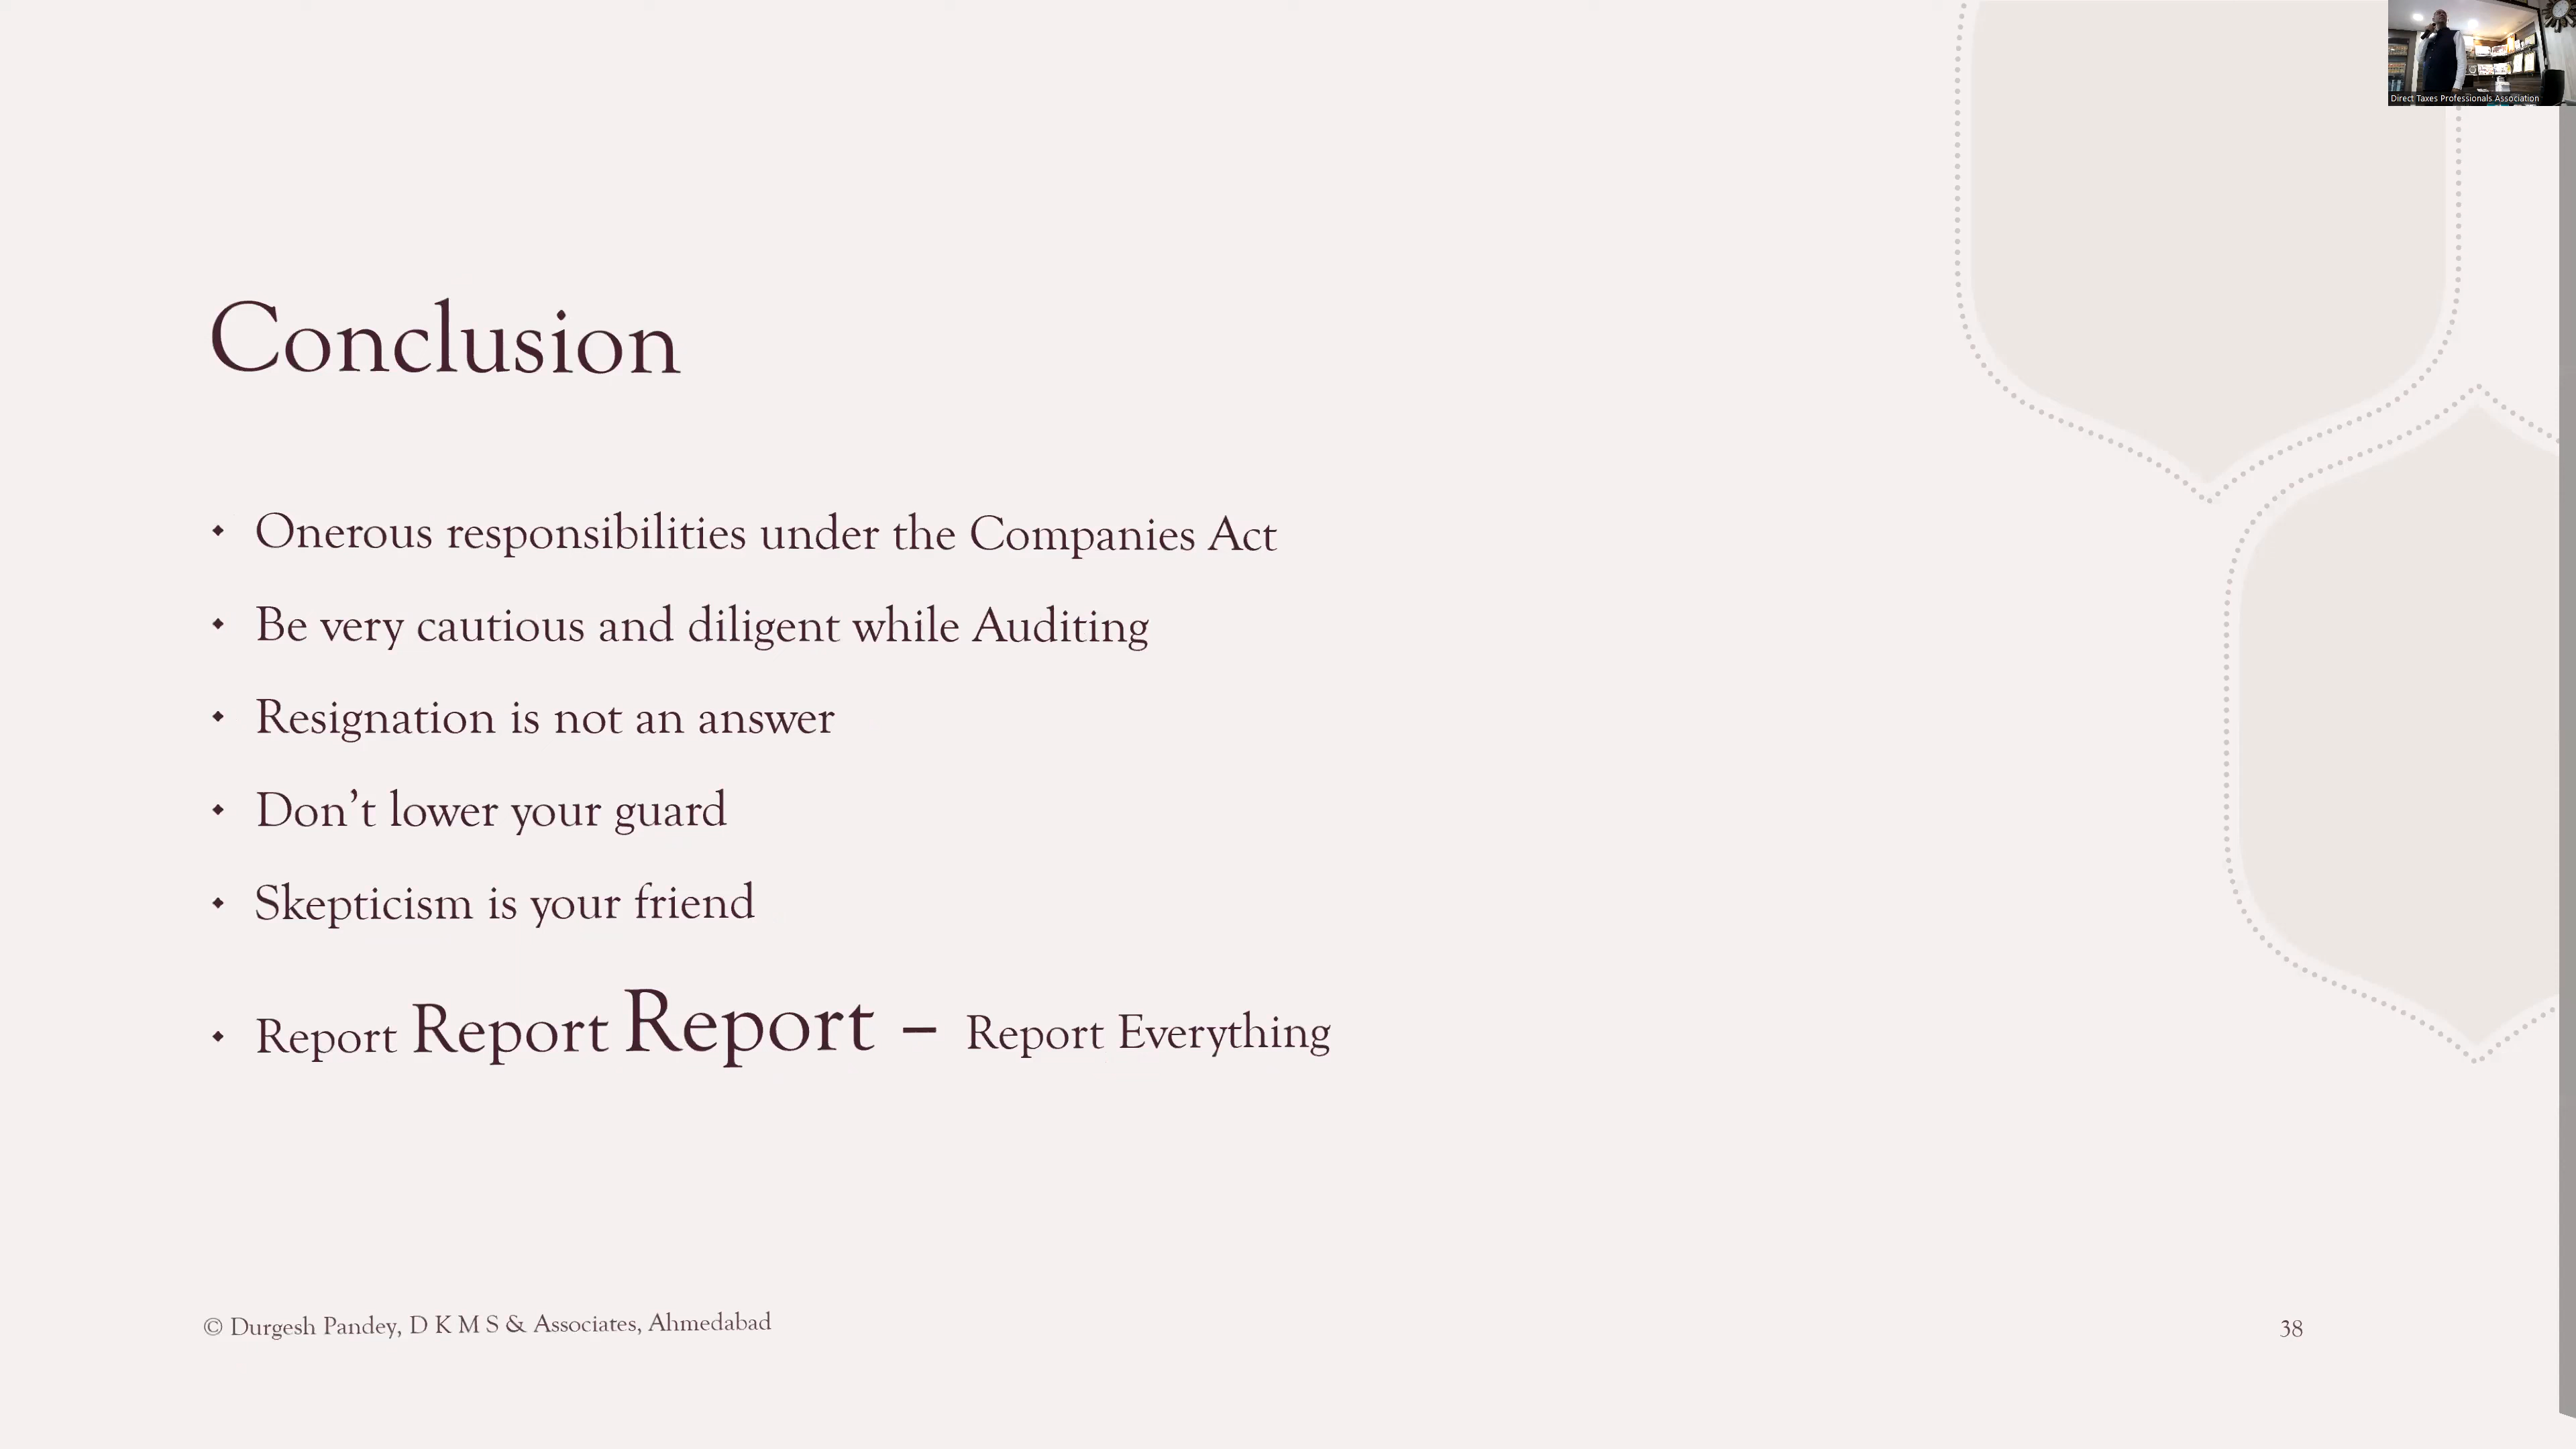 Direct Taxes Professionals Association
Conclusion
Onerous responsibilities under the Companies Act
Be very cautious and diligent while Auditing
Resignation is not an answer
Don’t lower your guard
Skepticism is your friend
Report Report Report – Report Everything
© Durgesh Pandey, D K M S & Associates, Ahmedabad
38